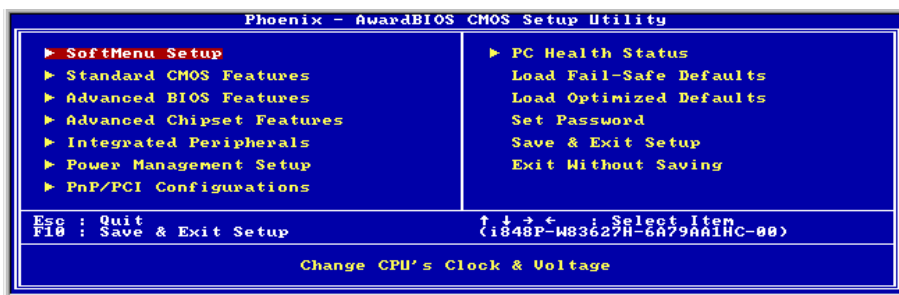 Phoenix - AwardBIOS CMOS Setup Utility
SoftMenu Setup
Standard CMOS Features
Advanced BIOS Features
Advanced Chipset Features
Integrated Peripherals
Power Management Setup
PnP/PCI Configurations
PC Health Status
Load Fail-Safe Defaults
Load Optimized Defaults
Set Password
Save & Exit Setup
Exit Without Saving
Esc : Quit
F10 : Save & Exit Setup
↑ ↓ → ← : Select Item
(i848P-W83627H-6A79AA1HC-00)
Change CPU's Clock & Voltage